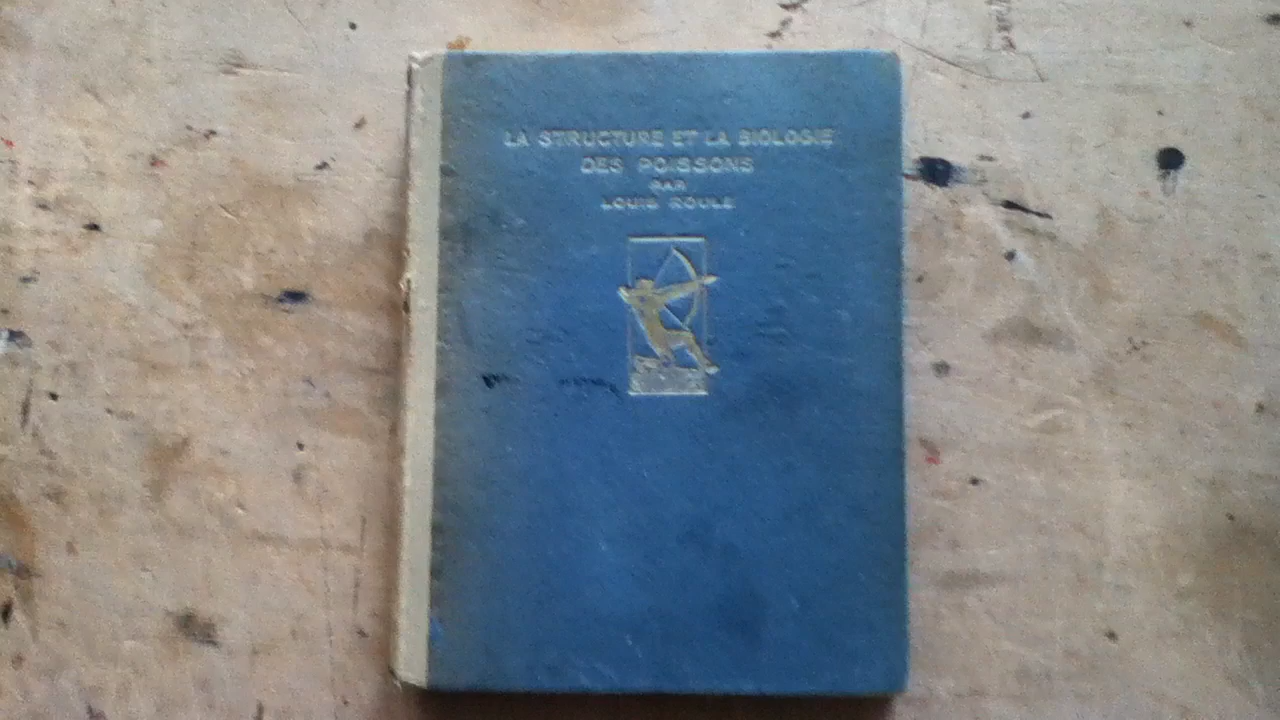 LA STRUCTURE ET LA BIOLOGIE
DES POISSONS
PAR
LOUIS ROULE